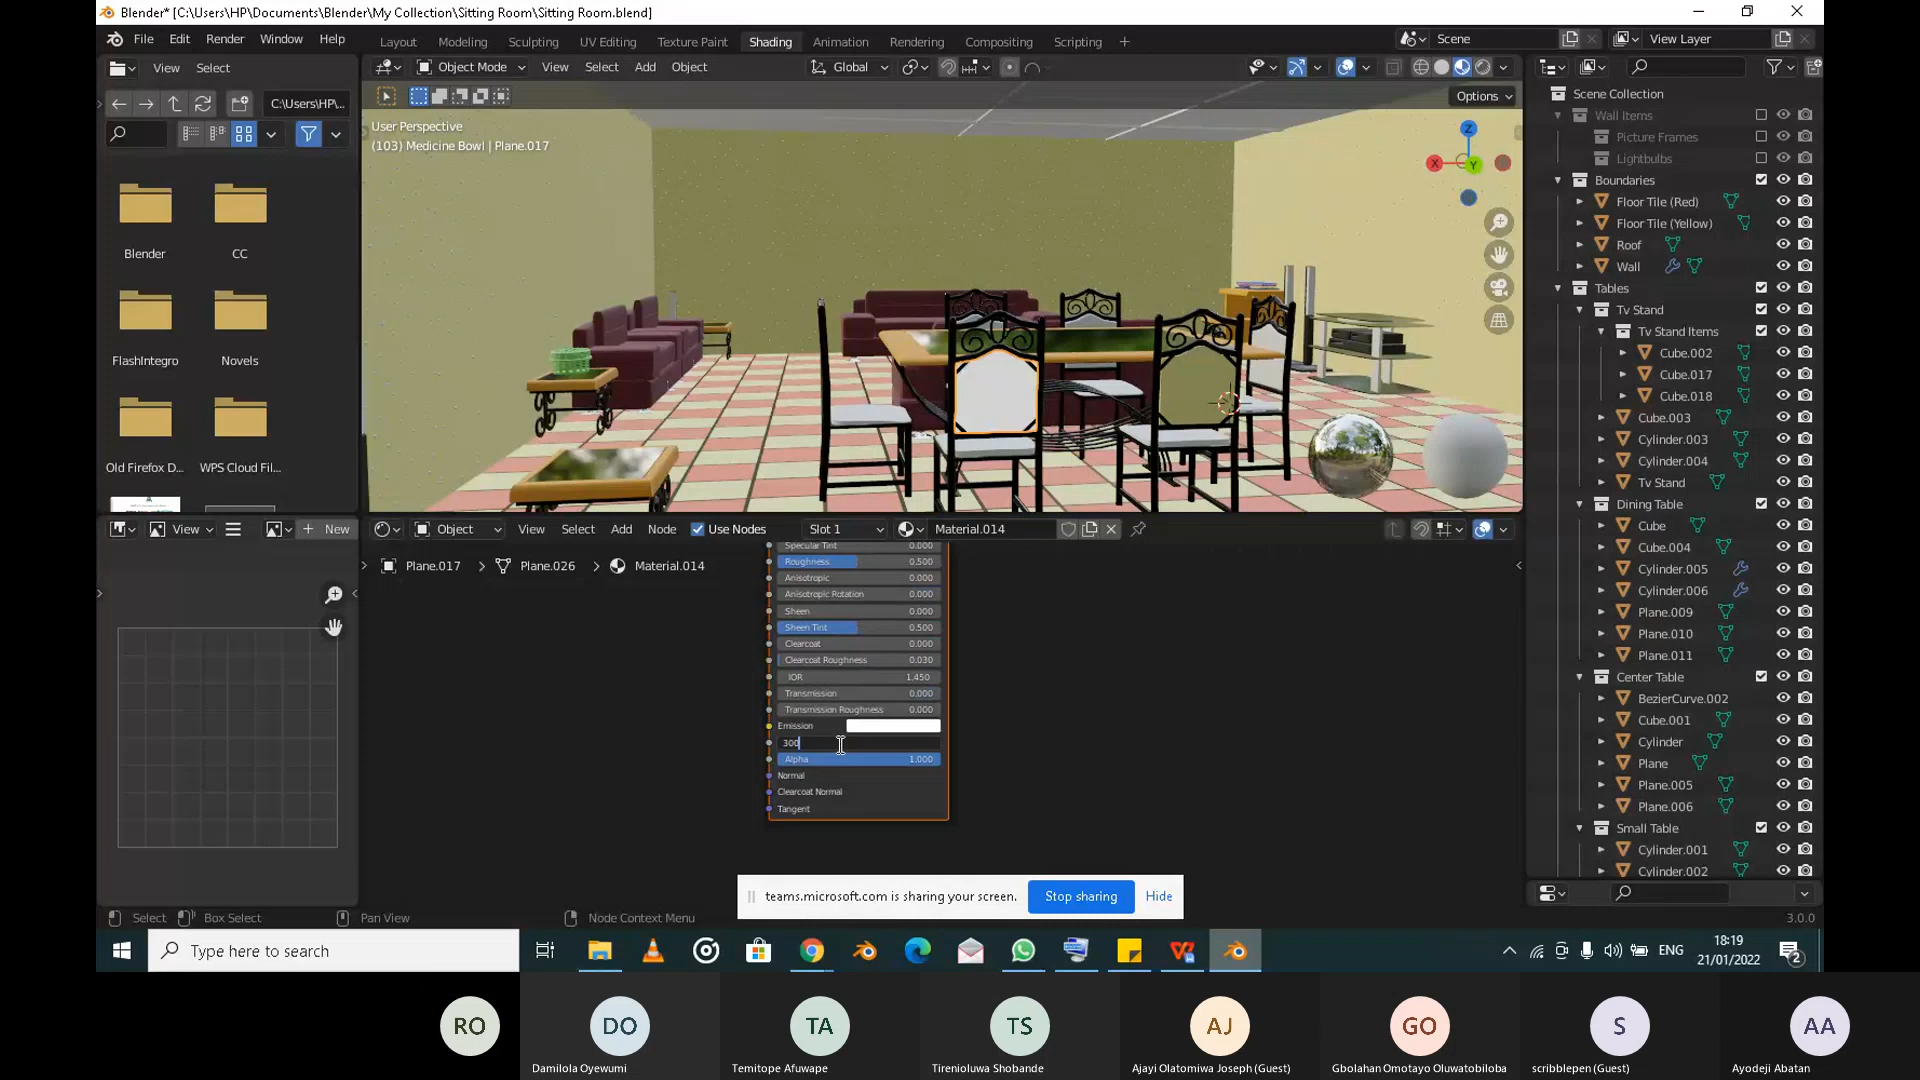 Blender* [C:\Users\HP\Documents\Blender\My Collection\Sitting Room\Sitting Room.blend]
File Edit Render Window Help Layout Modeling Sculpting UV Editing Texture Paint Shading Animation Rendering Compositing Scripting + Scene View Layer
View Select Object Mode View Select Add Object Global
C:\Users\HP\... Options
User Perspective
(103) Medicine Bowl | Plane.017
Z
X
Y
Blender CC
FlashIntegro Novels
Old Firefox D... WPS Cloud Fil...
Scene Collection
Wall Items
Picture Frames
Lightbulbs
Boundaries
Floor Tile (Red)
Floor Tile (Yellow)
Roof
Wall
Tables
Tv Stand
Tv Stand Items
Cube.002
Cube.017
Cube.018
Cube.003
Cylinder.003
Cylinder.004
Tv Stand
Dining Table
Cube
Cube.004
Cylinder.005
Cylinder.006
Plane.009
Plane.010
Plane.011
Center Table
BezierCurve.002
Cube.001
Cylinder
Plane
Plane.005
Plane.006
Small Table
Cylinder.001
Cylinder.002
View New Object View Select Add Node Use Nodes Slot 1 Material.014
Plane.017 Plane.026 Material.014
Specular Tint 0.000
Roughness 0.500
Anisotropic 0.000
Anisotropic Rotation 0.000
Sheen 0.000
Sheen Tint 0.500
Clearcoat 0.000
Clearcoat Roughness 0.030
IOR 1.450
Transmission 0.000
Transmission Roughness 0.000
Emission
300
Alpha 1.000
Normal
Clearcoat Normal
Tangent
teams.microsoft.com is sharing your screen. Stop sharing Hide
Select Box Select Pan View Node Context Menu 3.0.0
Type here to search ENG 18:19
21/01/2022 2
RO DO TA TS AJ GO S AA
Damilola Oyewumi Temitope Afuwape Tirenioluwa Shobande Ajayi Olatomiwa Joseph (Guest) Gbolahan Omotayo Oluwatobiloba scribblepen (Guest) Ayodeji Abatan